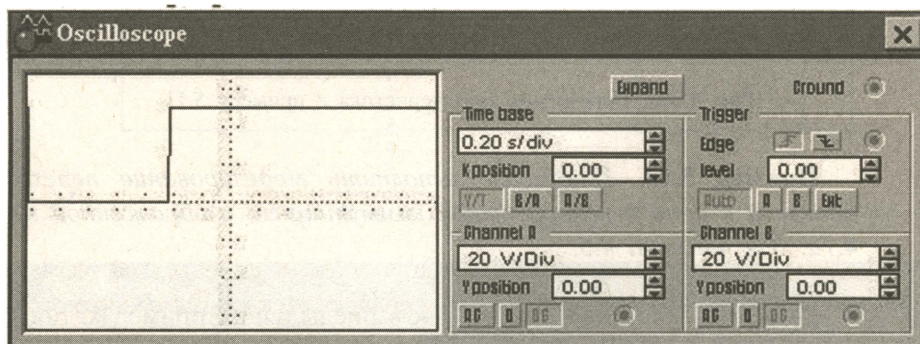 Oscilloscope
Expand
Ground
Time base
0.20 s/div
X position 0.00
Y/T B/A A/B
Trigger
Edge
level 0.00
Auto A B Ext
Channel A
20 V/Div
Y position 0.00
AC 0 DC
Channel B
20 V/Div
Y position 0.00
AC 0 DC